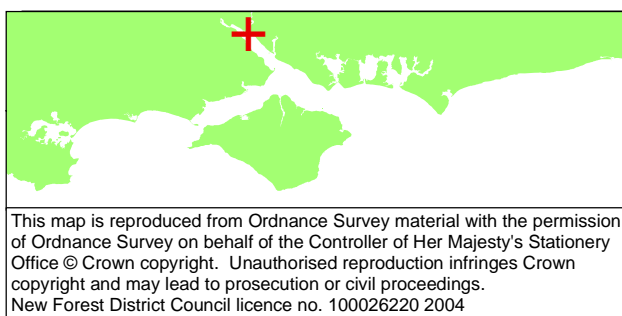 This map is reproduced from Ordnance Survey material with the permission
of Ordnance Survey on behalf of the Controller of Her Majesty's Stationery
Office © Crown copyright.  Unauthorised reproduction infringes Crown
copyright and may lead to prosecution or civil proceedings.
New Forest District Council licence no. 100026220 2004